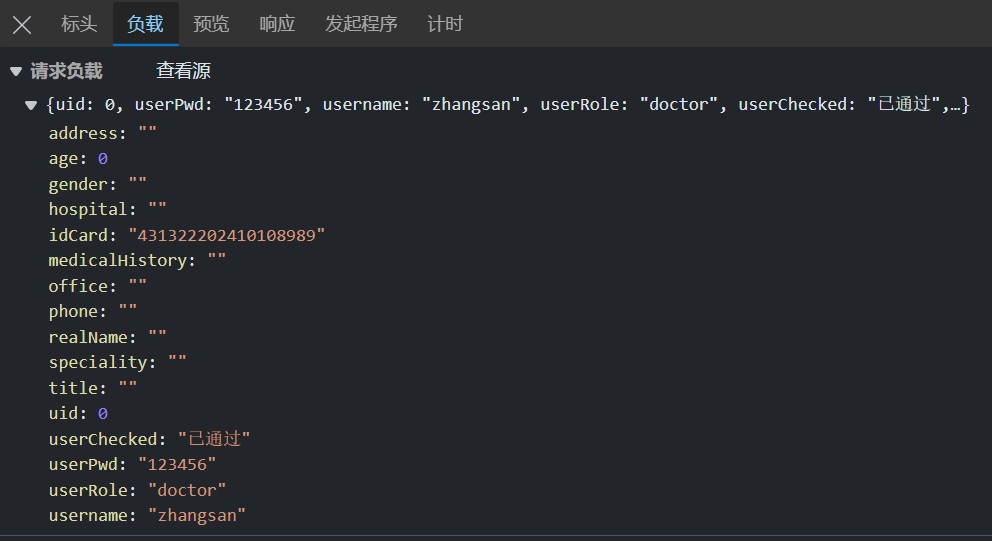 标头 负载 预览 响应 发起程序 计时
请求负载 查看源
{uid: 0, userPwd: "123456", username: "zhangsan", userRole: "doctor", userChecked: "已通过",…}
address: ""
age: 0
gender: ""
hospital: ""
idCard: "431322202410108989"
medicalHistory: ""
office: ""
phone: ""
realName: ""
speciality: ""
title: ""
uid: 0
userChecked: "已通过"
userPwd: "123456"
userRole: "doctor"
username: "zhangsan"